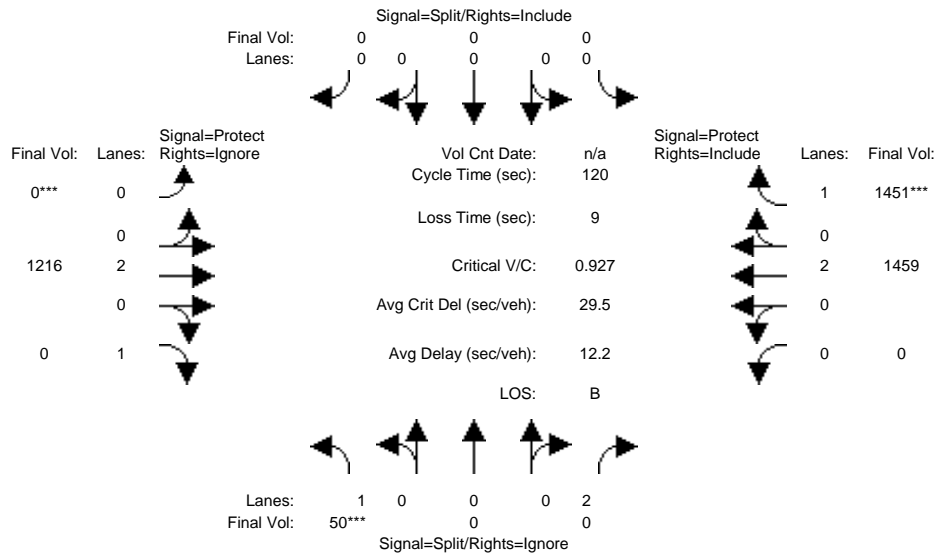 Signal=Split/Rights=Include
Final Vol: 0 0 0
Lanes: 0 0 0 0 0
Signal=Protect
Final Vol: Lanes: Rights=Ignore
Vol Cnt Date: n/a
Signal=Protect
Rights=Include Lanes: Final Vol:
Cycle Time (sec): 120
0*** 0
1 1451***
Loss Time (sec): 9
0
0
1216 2
Critical V/C: 0.927
2 1459
0
Avg Crit Del (sec/veh): 29.5
0
0 1
Avg Delay (sec/veh): 12.2
0 0
LOS: B
Lanes: 1 0 0 0 2
Final Vol: 50*** 0 0
Signal=Split/Rights=Ignore